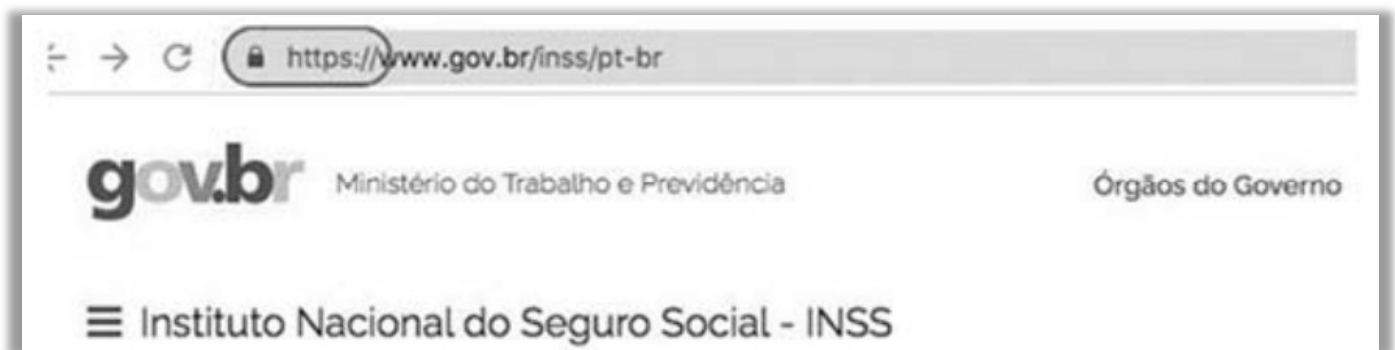 https://www.gov.br/inss/pt-br
gov.br Ministério do Trabalho e Previdência Órgãos do Governo
Instituto Nacional do Seguro Social - INSS